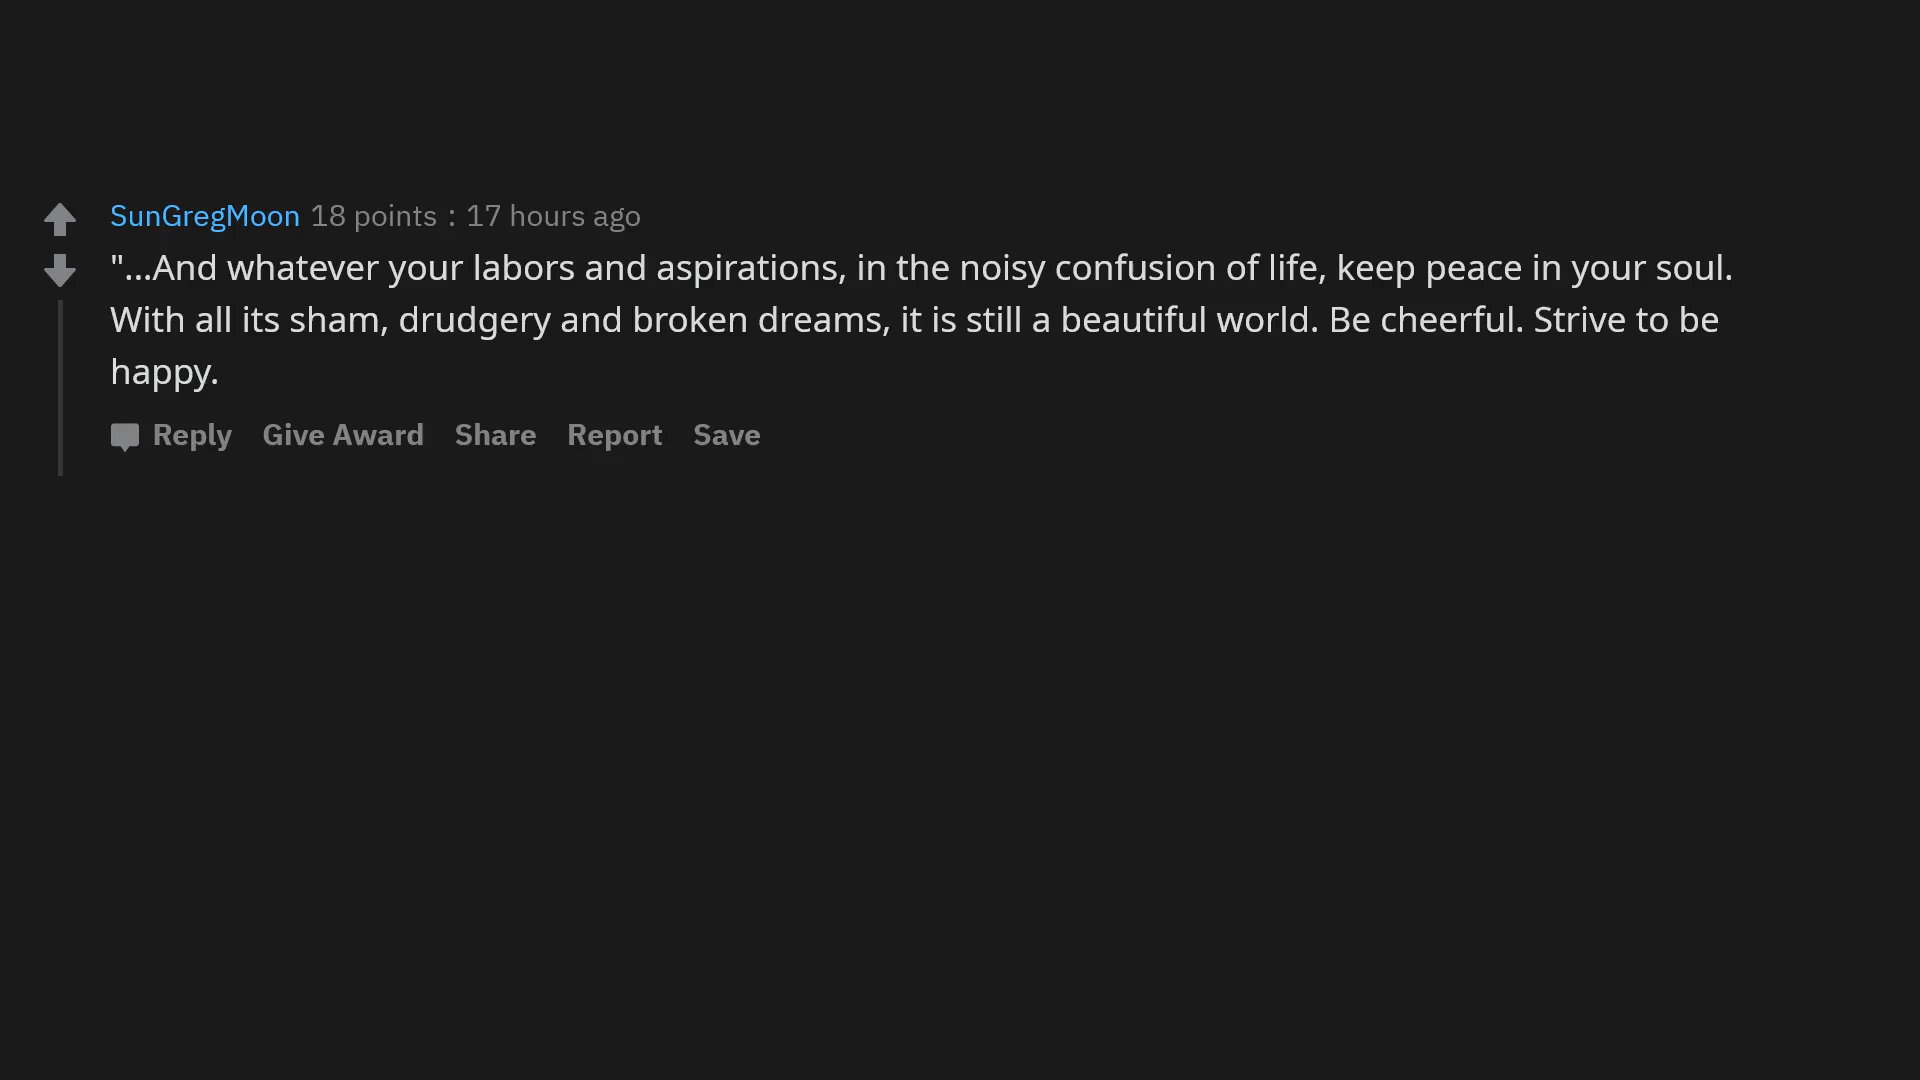 SunGregMoon 18 points : 17 hours ago
"...And whatever your labors and aspirations, in the noisy confusion of life, keep peace in your soul.
With all its sham, drudgery and broken dreams, it is still a beautiful world. Be cheerful. Strive to be
happy.
Reply Give Award Share Report Save